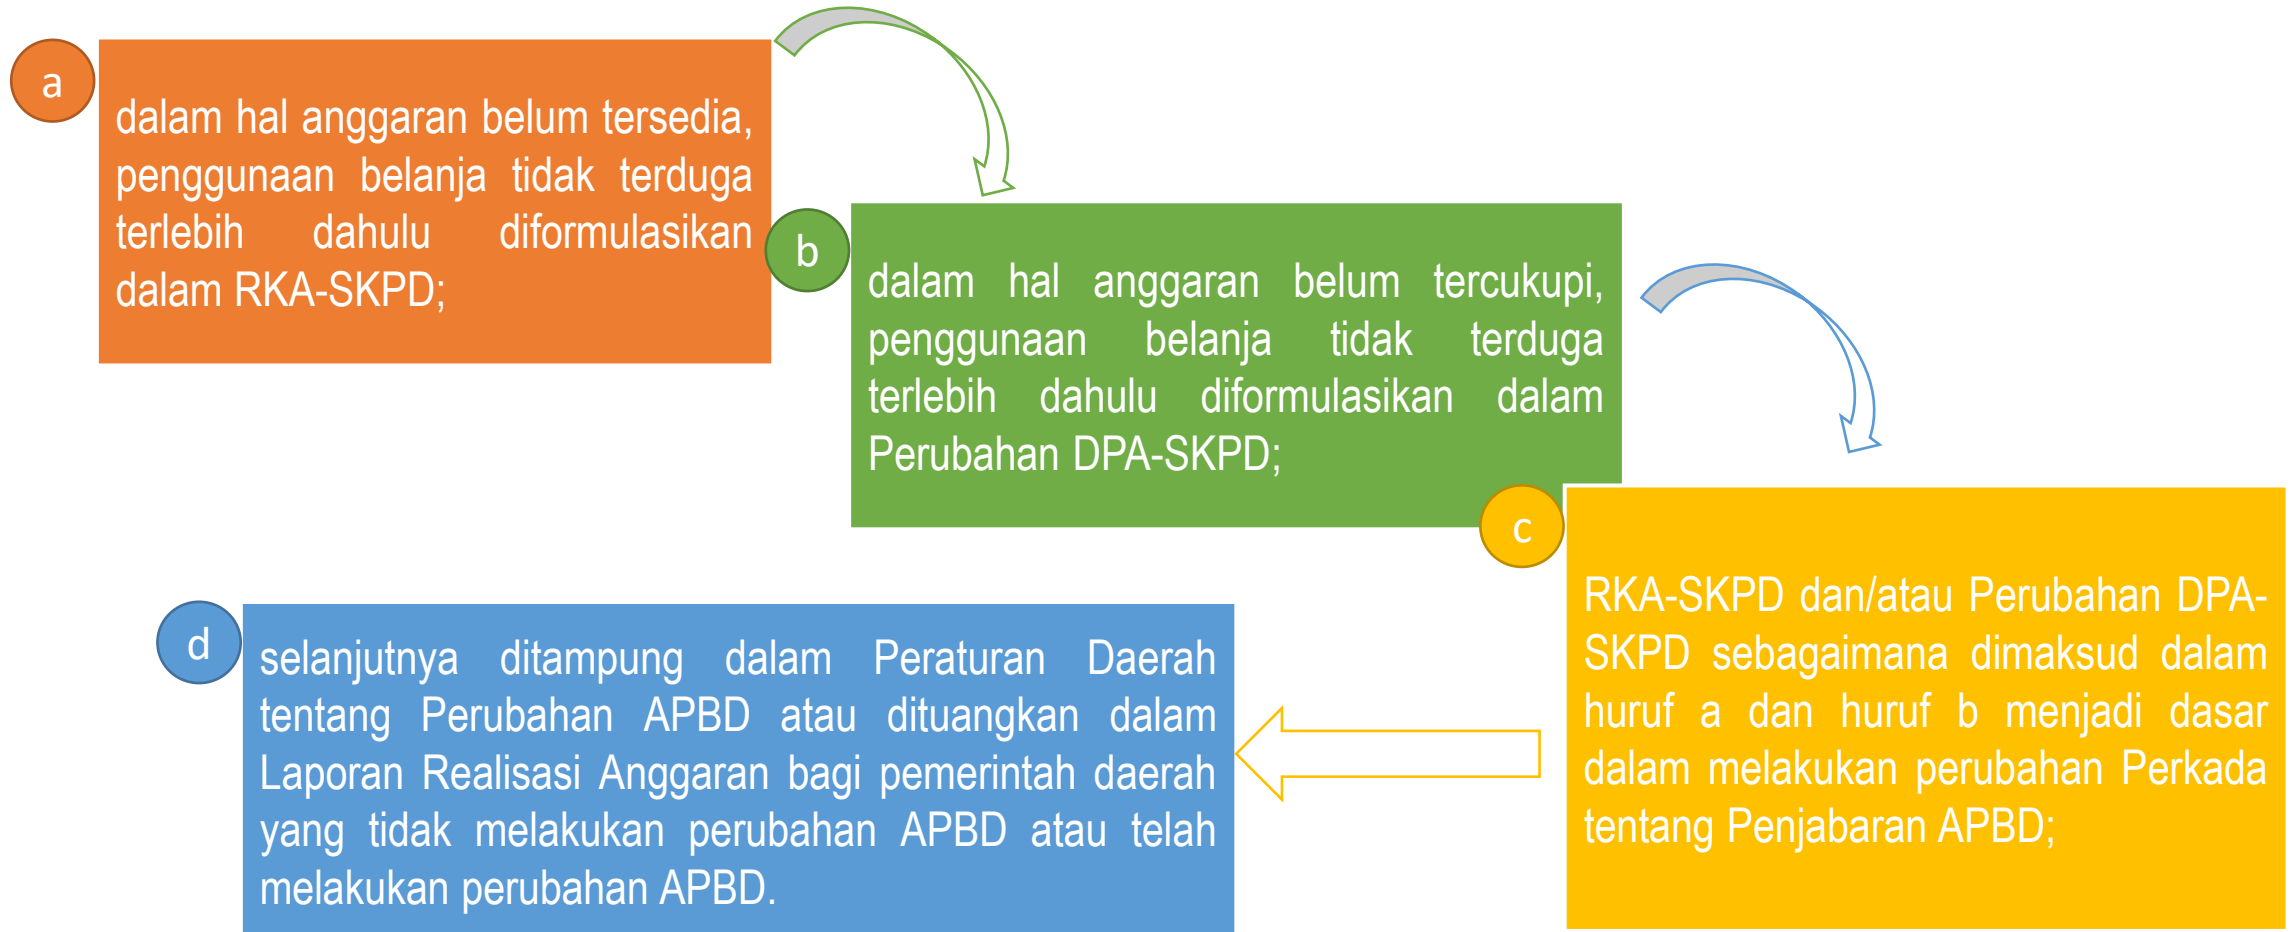 a
dalam hal anggaran belum tersedia,
penggunaan belanja tidak terduga
terlebih dahulu diformulasikan
dalam RKA-SKPD;
b
dalam hal anggaran belum tercukupi,
penggunaan belanja tidak terduga
terlebih dahulu diformulasikan dalam
Perubahan DPA-SKPD;
c
RKA-SKPD dan/atau Perubahan DPA-
SKPD sebagaimana dimaksud dalam
huruf a dan huruf b menjadi dasar
dalam melakukan perubahan Perkada
tentang Penjabaran APBD;
d
selanjutnya ditampung dalam Peraturan Daerah
tentang Perubahan APBD atau dituangkan dalam
Laporan Realisasi Anggaran bagi pemerintah daerah
yang tidak melakukan perubahan APBD atau telah
melakukan perubahan APBD.